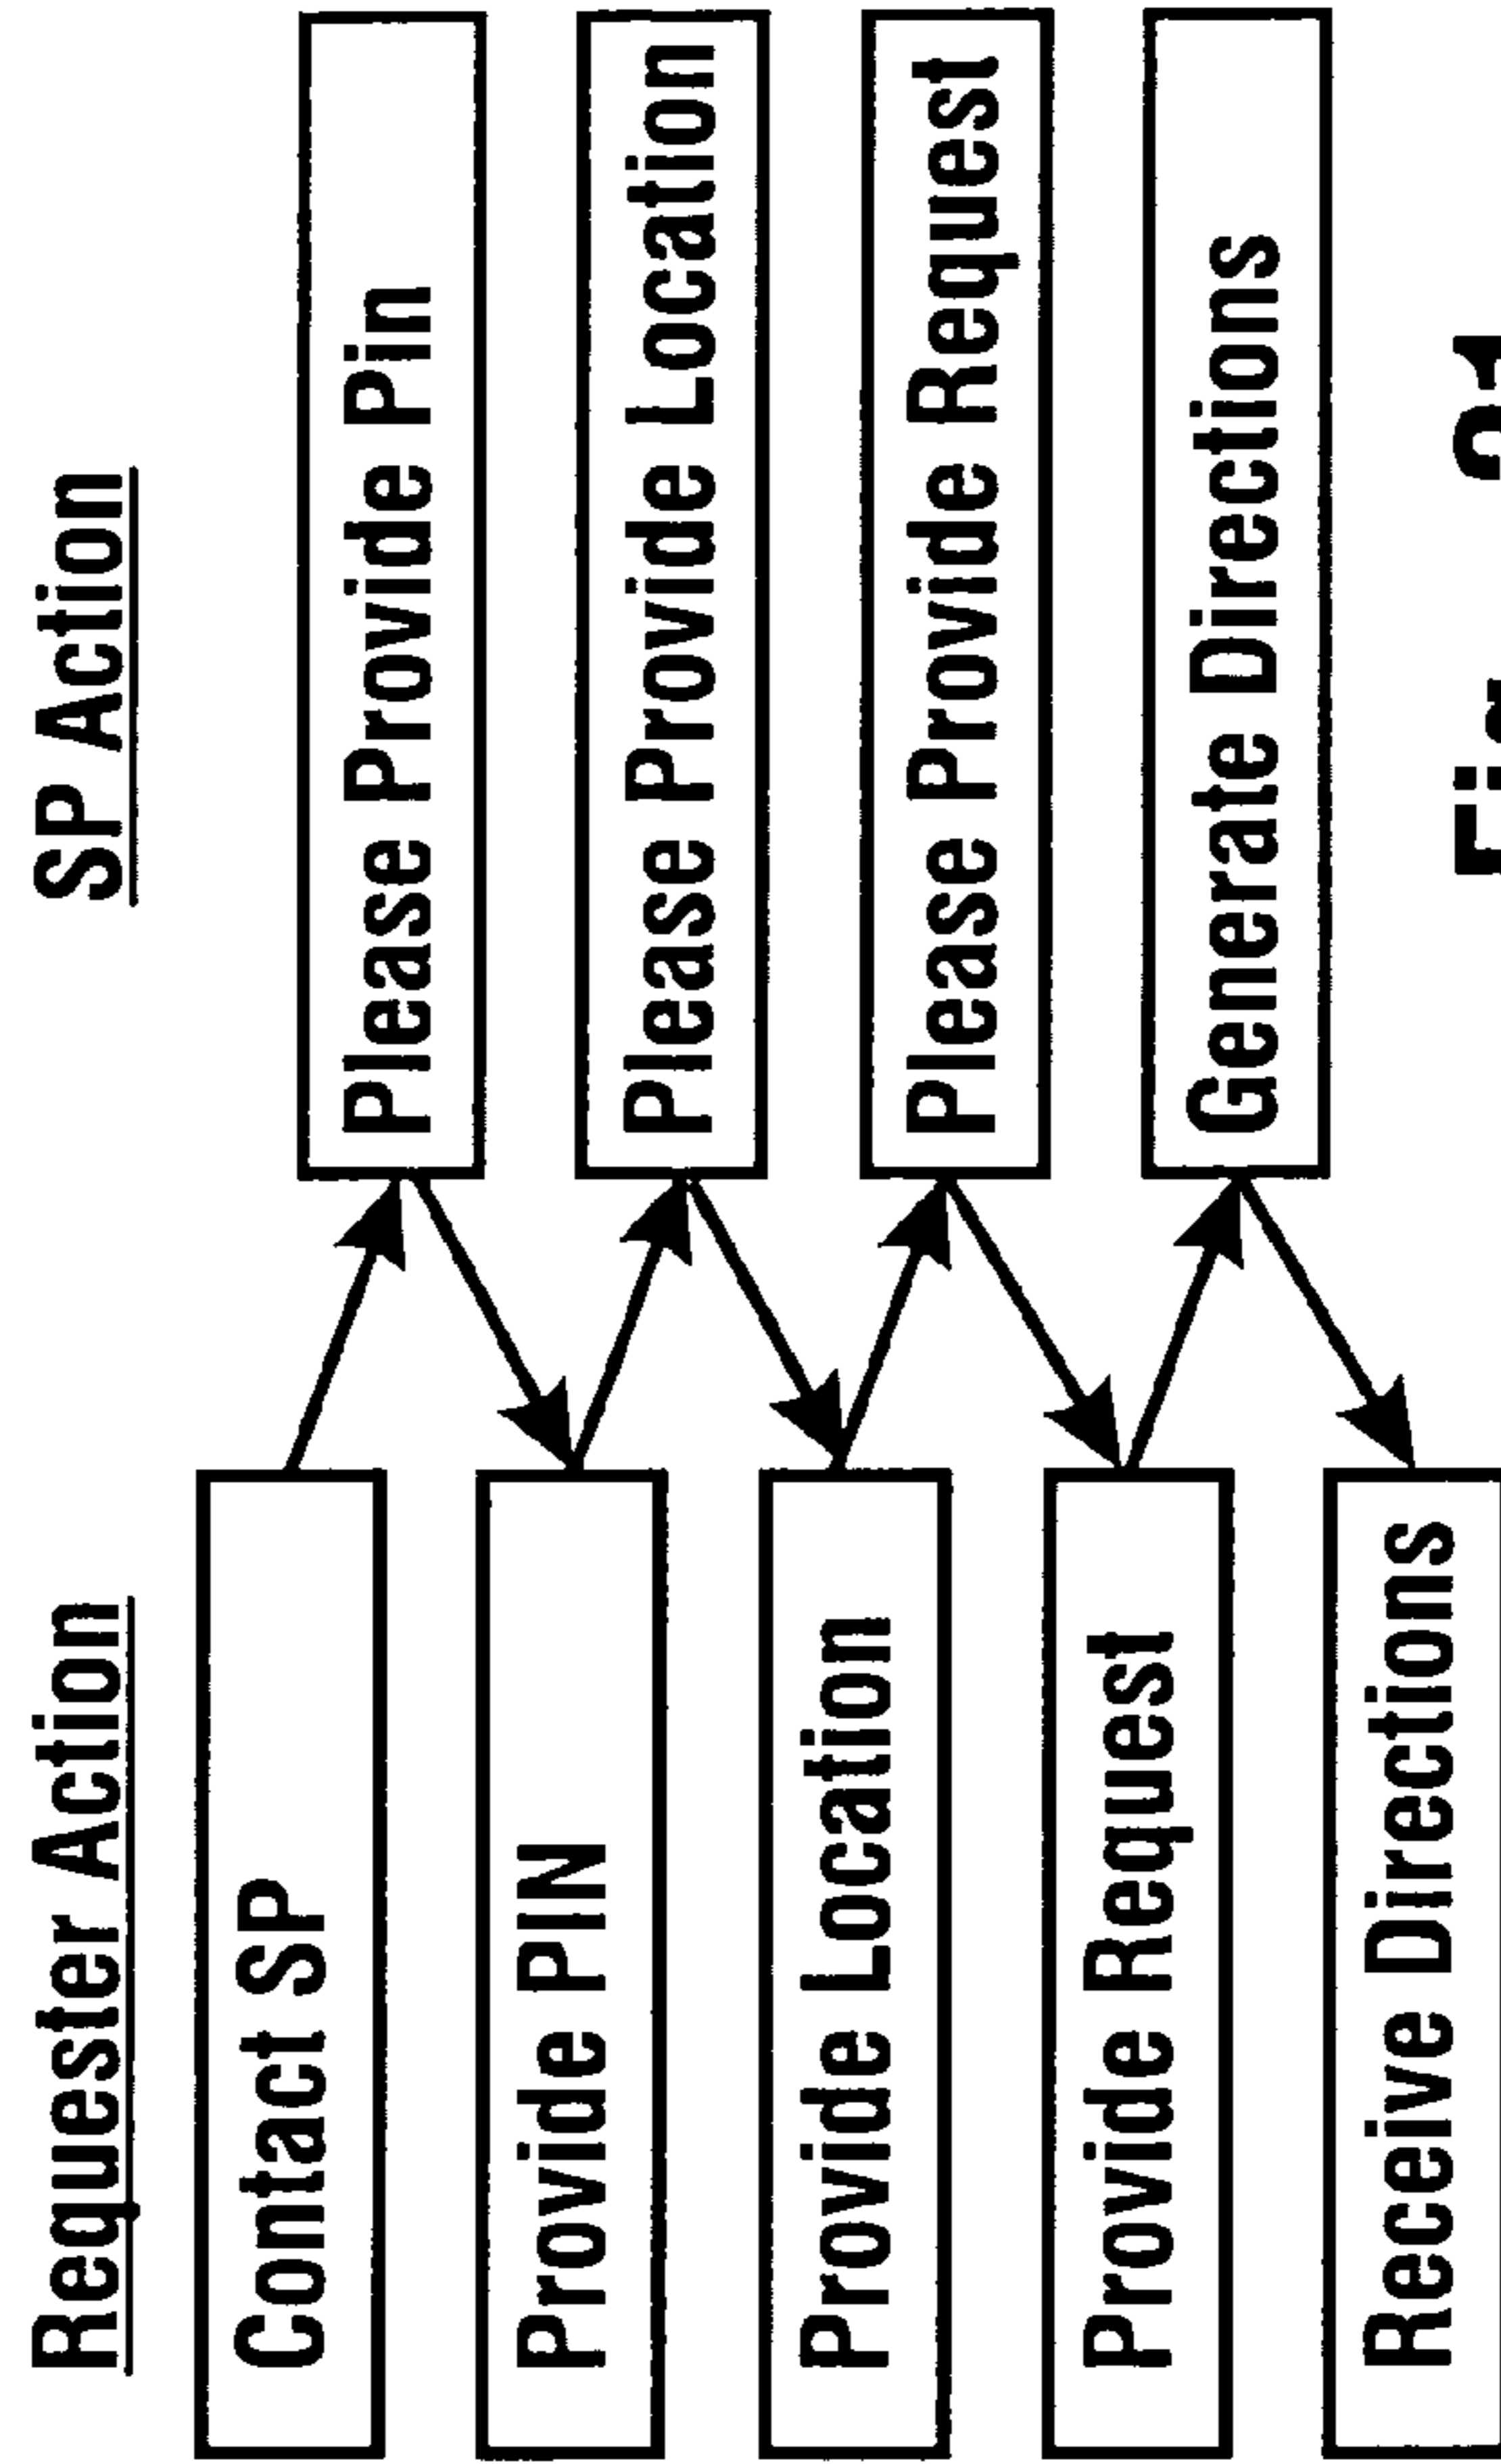 Requester Action
SP Action
Contact SP
Please Provide Pin
Provide PIN
Please Provide Location
Provide Location
Please Provide Request
Provide Request
Generate Directions
Receive Directions